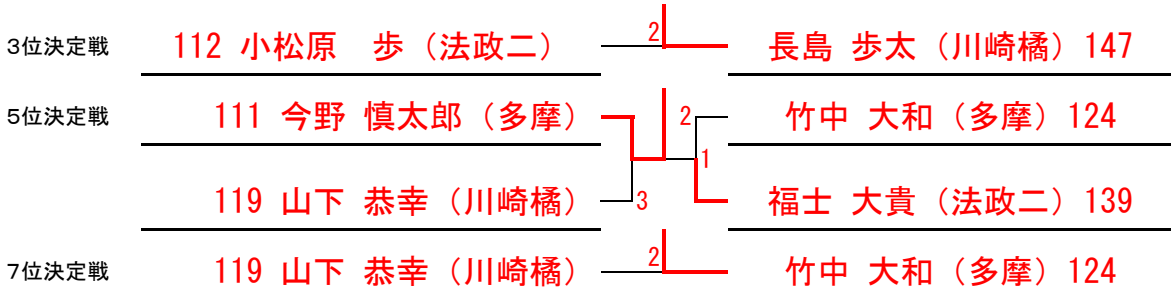 3位決定戦 112 小松原　歩（法政二） 2 長島 歩太（川崎橘）147
5位決定戦 111 今野 慎太郎（多摩） 2 竹中 大和（多摩）124
1
119 山下 恭幸（川崎橘） 3 福士 大貴（法政二）139
7位決定戦 119 山下 恭幸（川崎橘） 2 竹中 大和（多摩）124